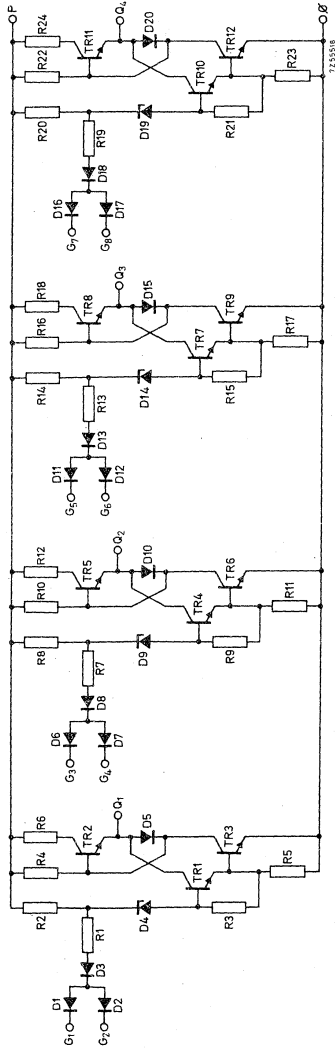 P
R24
R22
R20
TR11
Q4
D20
TR12
TR10
R23
R21
D19
R19
D18
D16
D17
G7
G8
7Z55516
R18
R16
R14
TR8
Q3
D15
TR9
TR7
R17
R15
D14
R13
D13
D11
D12
G5
G6
R12
R10
R8
TR5
Q2
D10
TR6
TR4
R11
R9
D9
R7
D8
D6
D7
G3
G4
R6
R4
R2
TR2
Q1
D5
TR3
TR1
R5
R3
D4
R1
D3
D1
D2
G1
G2
Ø